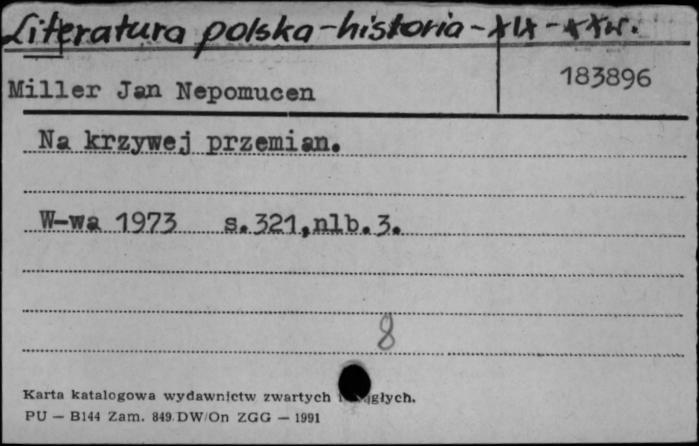 Literatura polska - historia - XIX - XX w.
183896
Miller Jan Nepomucen
Na krzywej przemian.
W-wa 1973 s.321,nlb.3.
8
Karta katalogowa wydawnictw zwartych i
PU — B144 Zam. 849.DW/On ZGG — 1991